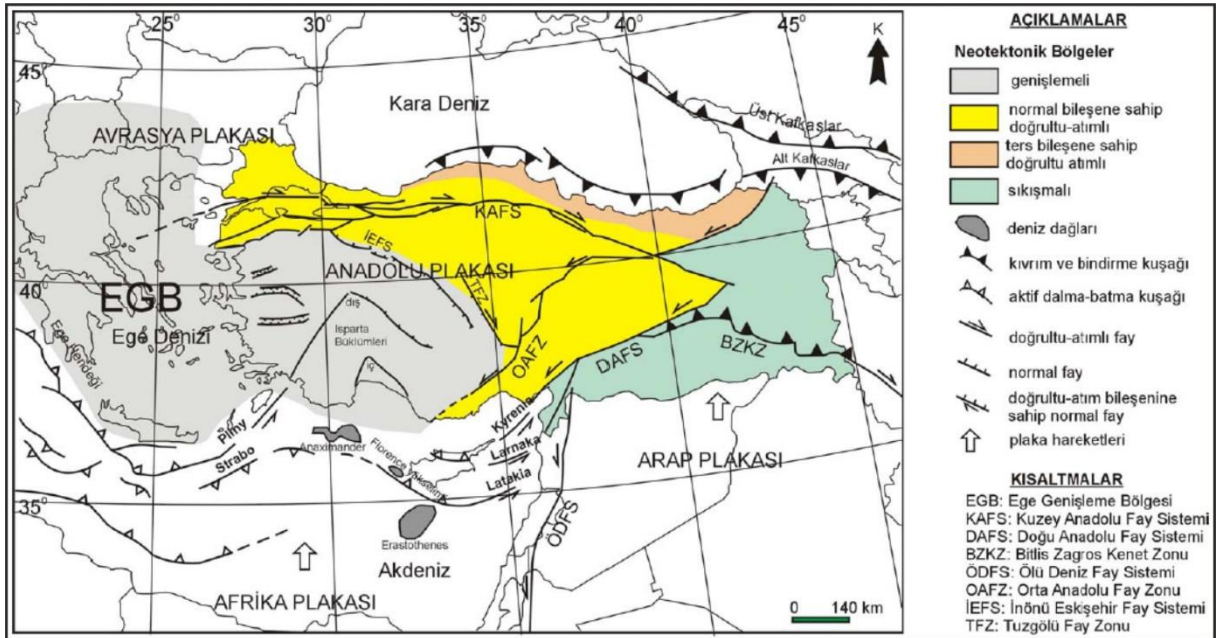 25°
30°
35°
40°
45°
45°
K
Kara Deniz
AVRASYA PLAKASI
Üst Kafkaslar
Alt Kafkaslar
KAFS
İEFS
ANADOLU PLAKASI
TFZ
40°
EGB
Ege Denizi
dış
Isparta
Büklümleri
iç
Ege Hendeği
OAFZ
DAFS
BZKZ
Pliny
Strabo
Anaximander
Kyrenia
Larnaka
Latakia
ARAP PLAKASI
35°
Erastothenes
ÖDFS
Akdeniz
AFRİKA PLAKASI
0 140 km
AÇIKLAMALAR
Neotektonik Bölgeler
genişlemeli
normal bileşene sahip
doğrultu-atımlı
ters bileşene sahip
doğrultu atımlı
sıkışmalı
deniz dağları
kıvrım ve bindirme kuşağı
aktif dalma-batma kuşağı
doğrultu-atımlı fay
normal fay
doğrultu-atım bileşenine
sahip normal fay
plaka hareketleri
KISALTMALAR
EGB: Ege Genişleme Bölgesi
KAFS: Kuzey Anadolu Fay Sistemi
DAFS: Doğu Anadolu Fay Sistemi
BZKZ: Bitlis Zagros Kenet Zonu
ÖDFS: Ölü Deniz Fay Sistemi
OAFZ: Orta Anadolu Fay Zonu
İEFS: İnönü Eskişehir Fay Sistemi
TFZ: Tuzgölü Fay Zonu